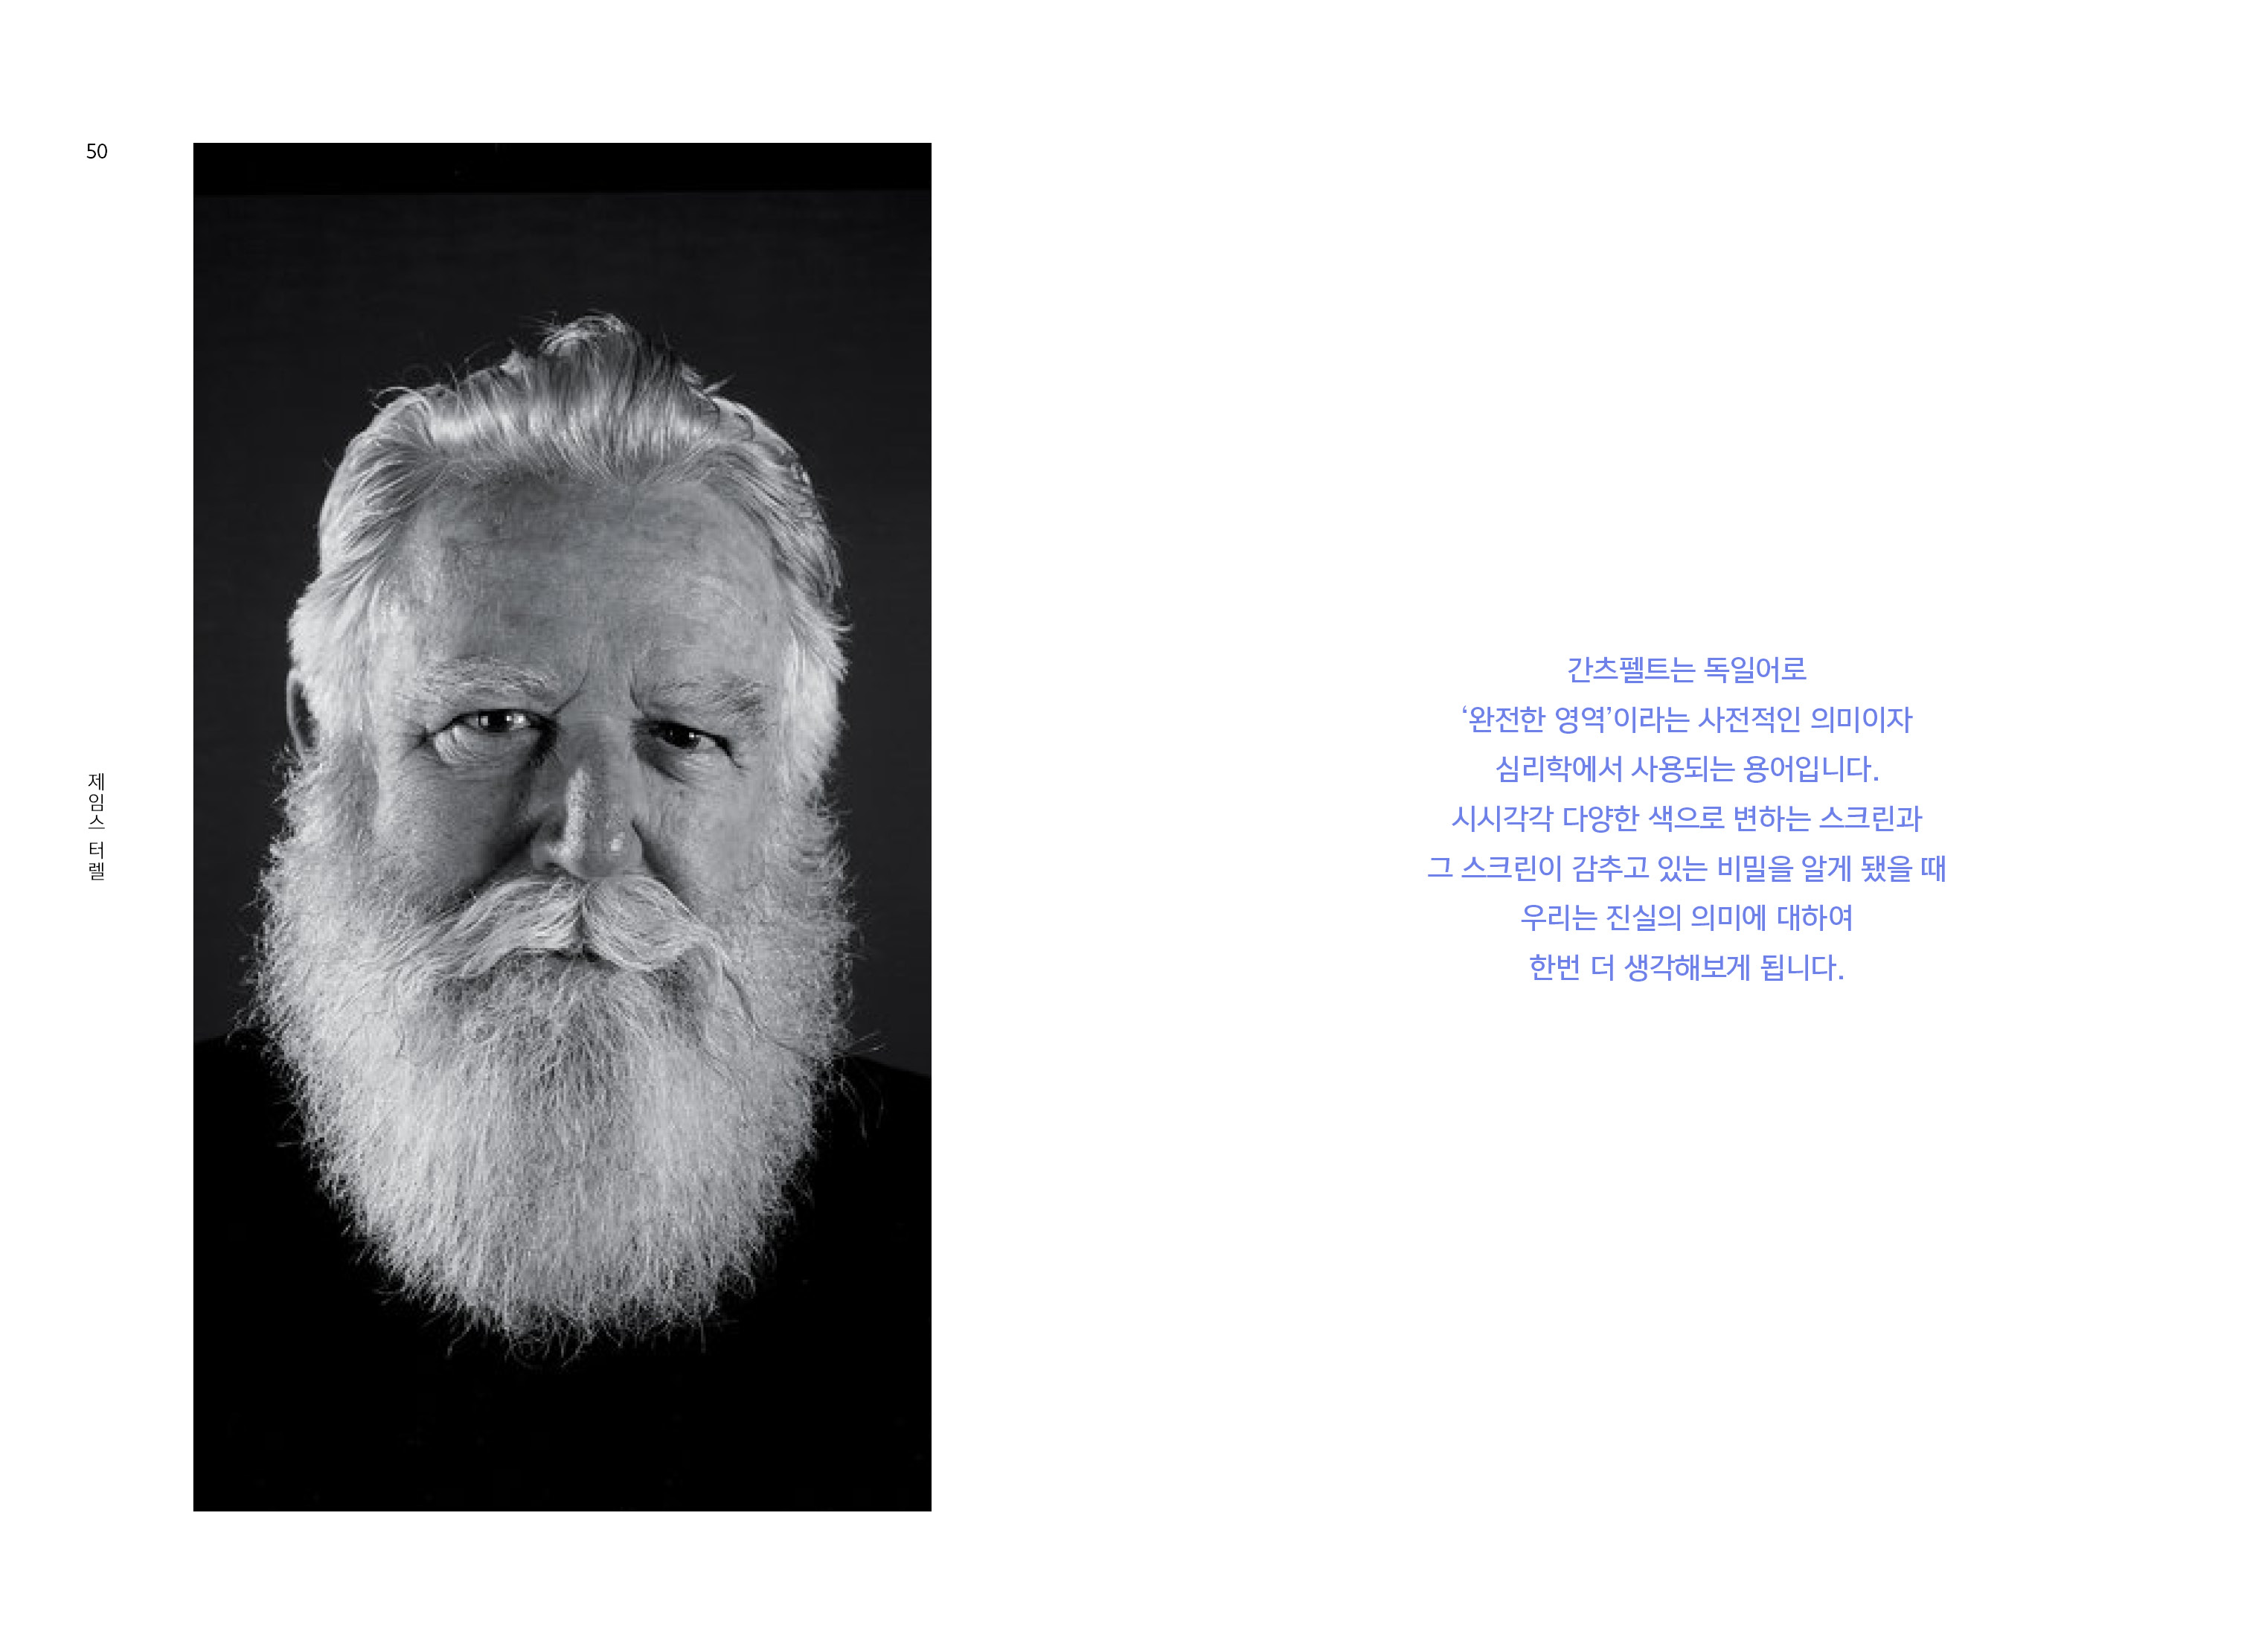 50
제임스 터렐
간츠펠트는 독일어로
‘완전한 영역’이라는 사전적인 의미이자
심리학에서 사용되는 용어입니다.
시시각각 다양한 색으로 변하는 스크린과
그 스크린이 감추고 있는 비밀을 알게 됐을 때
우리는 진실의 의미에 대하여
한번 더 생각해보게 됩니다.